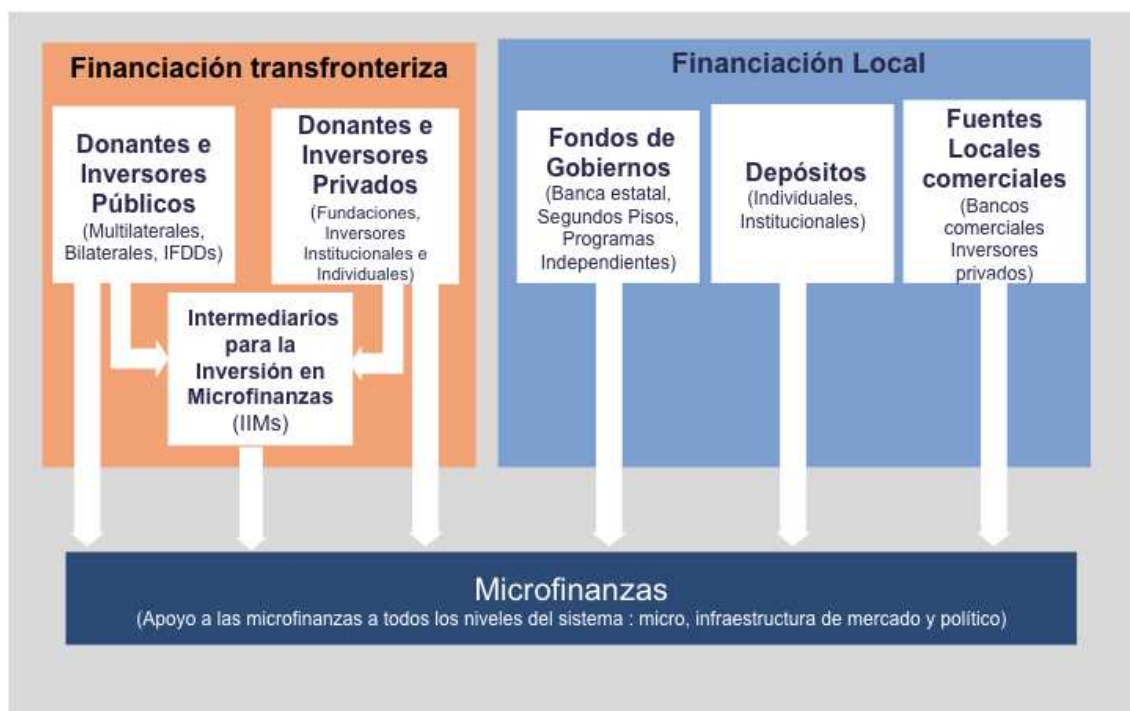 Financiación transfronteriza
Donantes e
Inversores
Públicos
(Multilaterales,
Bilaterales, IFDDs)
Donantes e
Inversores
Privados
(Fundaciones,
Inversores
Institucionales e
Individuales)
Intermediarios
para la
Inversión en
Microfinanzas
(IIMs)
Financiación Local
Fondos de
Gobiernos
(Banca estatal,
Segundos Pisos,
Programas
Independientes)
Depósitos
(Individuales,
Institucionales)
Fuentes
Locales
comerciales
(Bancos
comerciales
Inversores
privados)
Microfinanzas
(Apoyo a las microfinanzas a todos los niveles del sistema : micro, infraestructura de mercado y político)